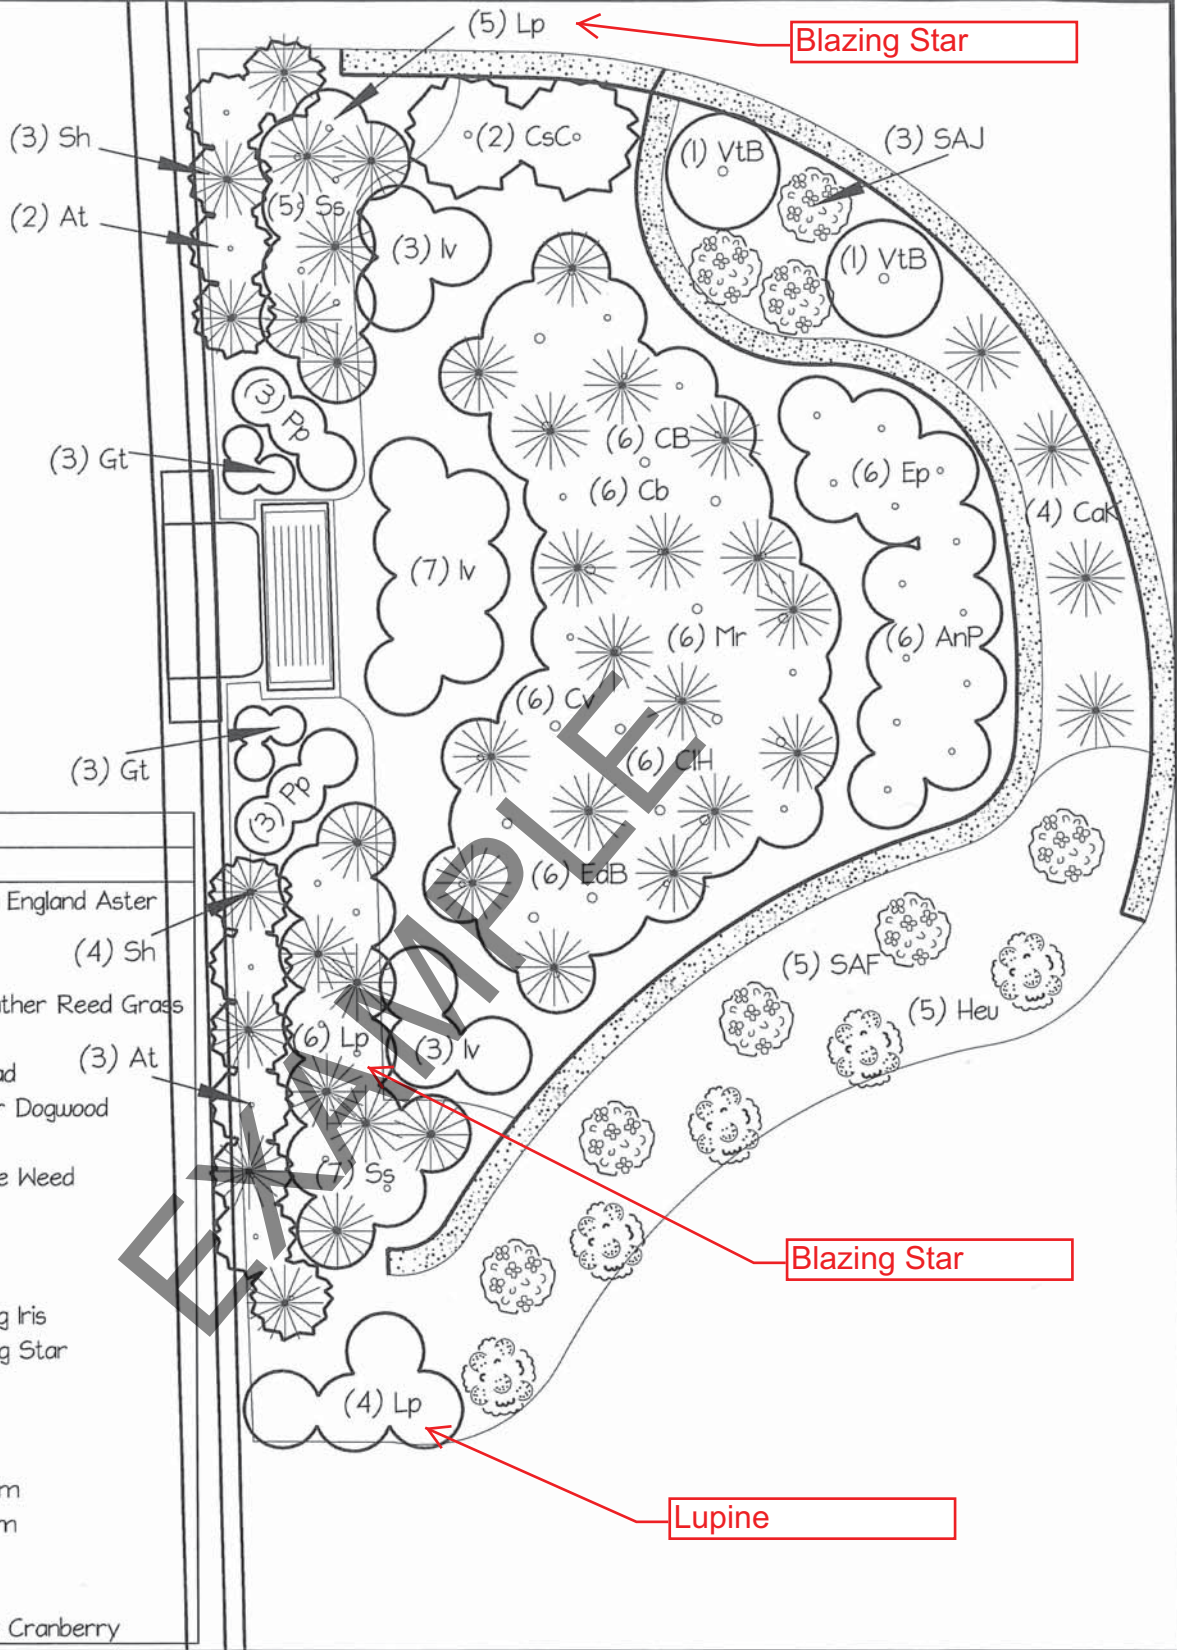 (5) Lp
Blazing Star
(3) Sh
(2) CsC
(1) VtB
(3) SAJ
(2) At
(5) Ss
(3) Iv
(1) VtB
(3) Pp
(6) CB
(3) Gt
(6) Cb
(6) Ep
(4) CaK
(7) Iv
(6) Mr
(6) AnP
(6) Cv
(6) ClH
(3) Gt
(3) Pp
(6) EdB
England Aster
(4) Sh
(5) SAF
Reed Grass
(6) Lp
(3) Iv
(5) Heu
(3) At
Dogwood
Weed
(7) Ss
Blazing Star
Iris
Star
(4) Lp
Lupine
Cranberry
EXAMPLE